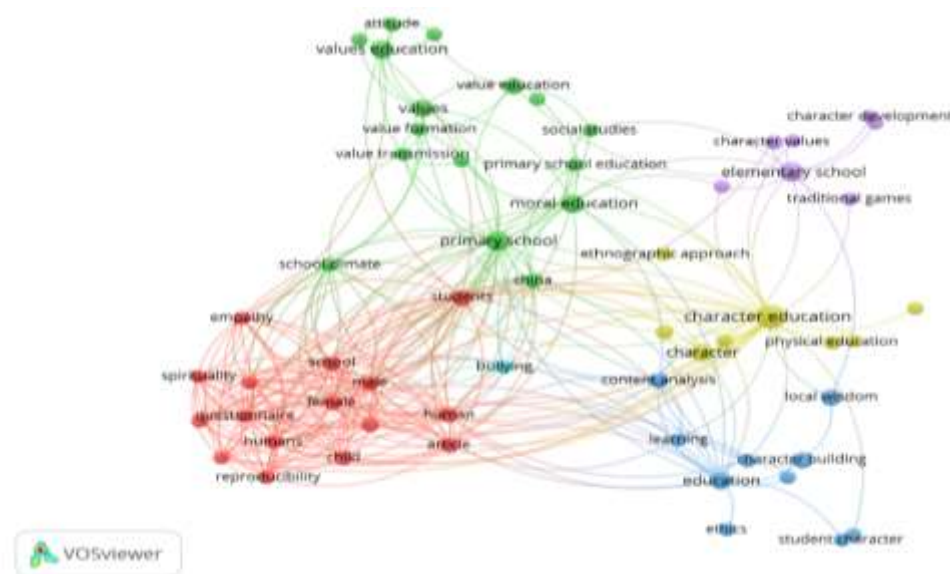 attitude
values education
value education
values
value formation
social studies
value transmission
primary school education
moral education
primary school
school climate
china
students
character development
character values
elementary school
traditional games
ethnographic approach
character education
physical education
character
content analysis
bullying
empathy
school
spirituality
male
female
questionnaire
human
humans
article
child
reproducibility
local wisdom
learning
character building
education
ethics
student character
VOSviewer